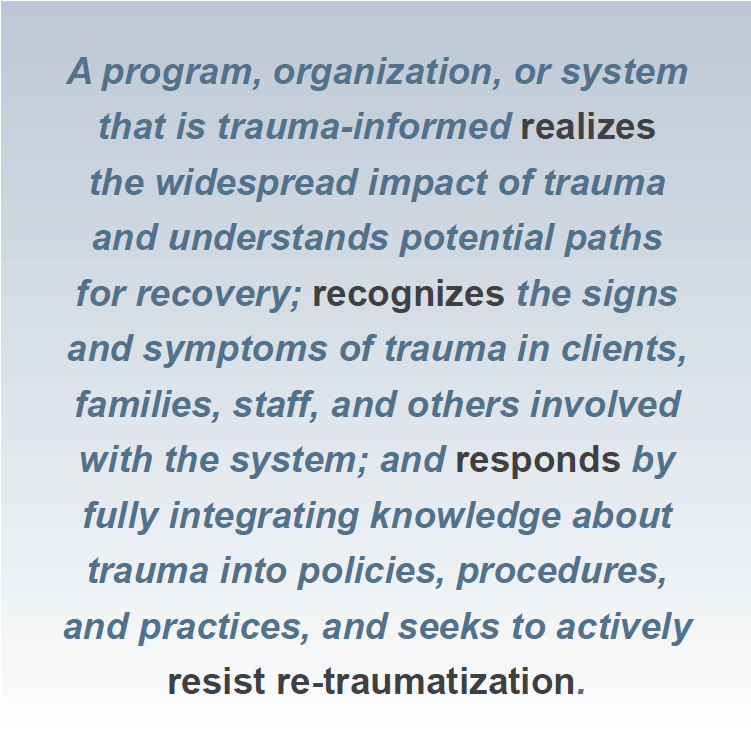 A program, organization, or system
that is trauma-informed realizes
the widespread impact of trauma
and understands potential paths
for recovery; recognizes the signs
and symptoms of trauma in clients,
families, staff, and others involved
with the system; and responds by
fully integrating knowledge about
trauma into policies, procedures,
and practices, and seeks to actively
resist re-traumatization.